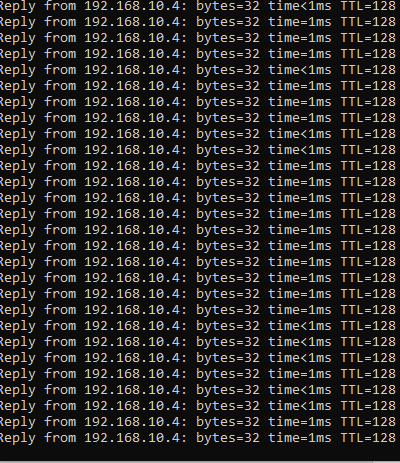 Reply from 192.168.10.4: bytes=32 time<1ms TTL=128
Reply from 192.168.10.4: bytes=32 time=1ms TTL=128
Reply from 192.168.10.4: bytes=32 time=1ms TTL=128
Reply from 192.168.10.4: bytes=32 time=1ms TTL=128
Reply from 192.168.10.4: bytes=32 time<1ms TTL=128
Reply from 192.168.10.4: bytes=32 time=1ms TTL=128
Reply from 192.168.10.4: bytes=32 time=1ms TTL=128
Reply from 192.168.10.4: bytes=32 time=1ms TTL=128
Reply from 192.168.10.4: bytes=32 time<1ms TTL=128
Reply from 192.168.10.4: bytes=32 time<1ms TTL=128
Reply from 192.168.10.4: bytes=32 time=1ms TTL=128
Reply from 192.168.10.4: bytes=32 time=1ms TTL=128
Reply from 192.168.10.4: bytes=32 time=1ms TTL=128
Reply from 192.168.10.4: bytes=32 time=1ms TTL=128
Reply from 192.168.10.4: bytes=32 time=1ms TTL=128
Reply from 192.168.10.4: bytes=32 time=1ms TTL=128
Reply from 192.168.10.4: bytes=32 time=1ms TTL=128
Reply from 192.168.10.4: bytes=32 time=1ms TTL=128
Reply from 192.168.10.4: bytes=32 time=1ms TTL=128
Reply from 192.168.10.4: bytes=32 time=1ms TTL=128
Reply from 192.168.10.4: bytes=32 time<1ms TTL=128
Reply from 192.168.10.4: bytes=32 time<1ms TTL=128
Reply from 192.168.10.4: bytes=32 time<1ms TTL=128
Reply from 192.168.10.4: bytes=32 time=1ms TTL=128
Reply from 192.168.10.4: bytes=32 time<1ms TTL=128
Reply from 192.168.10.4: bytes=32 time<1ms TTL=128
Reply from 192.168.10.4: bytes=32 time=1ms TTL=128
Reply from 192.168.10.4: bytes=32 time=1ms TTL=128